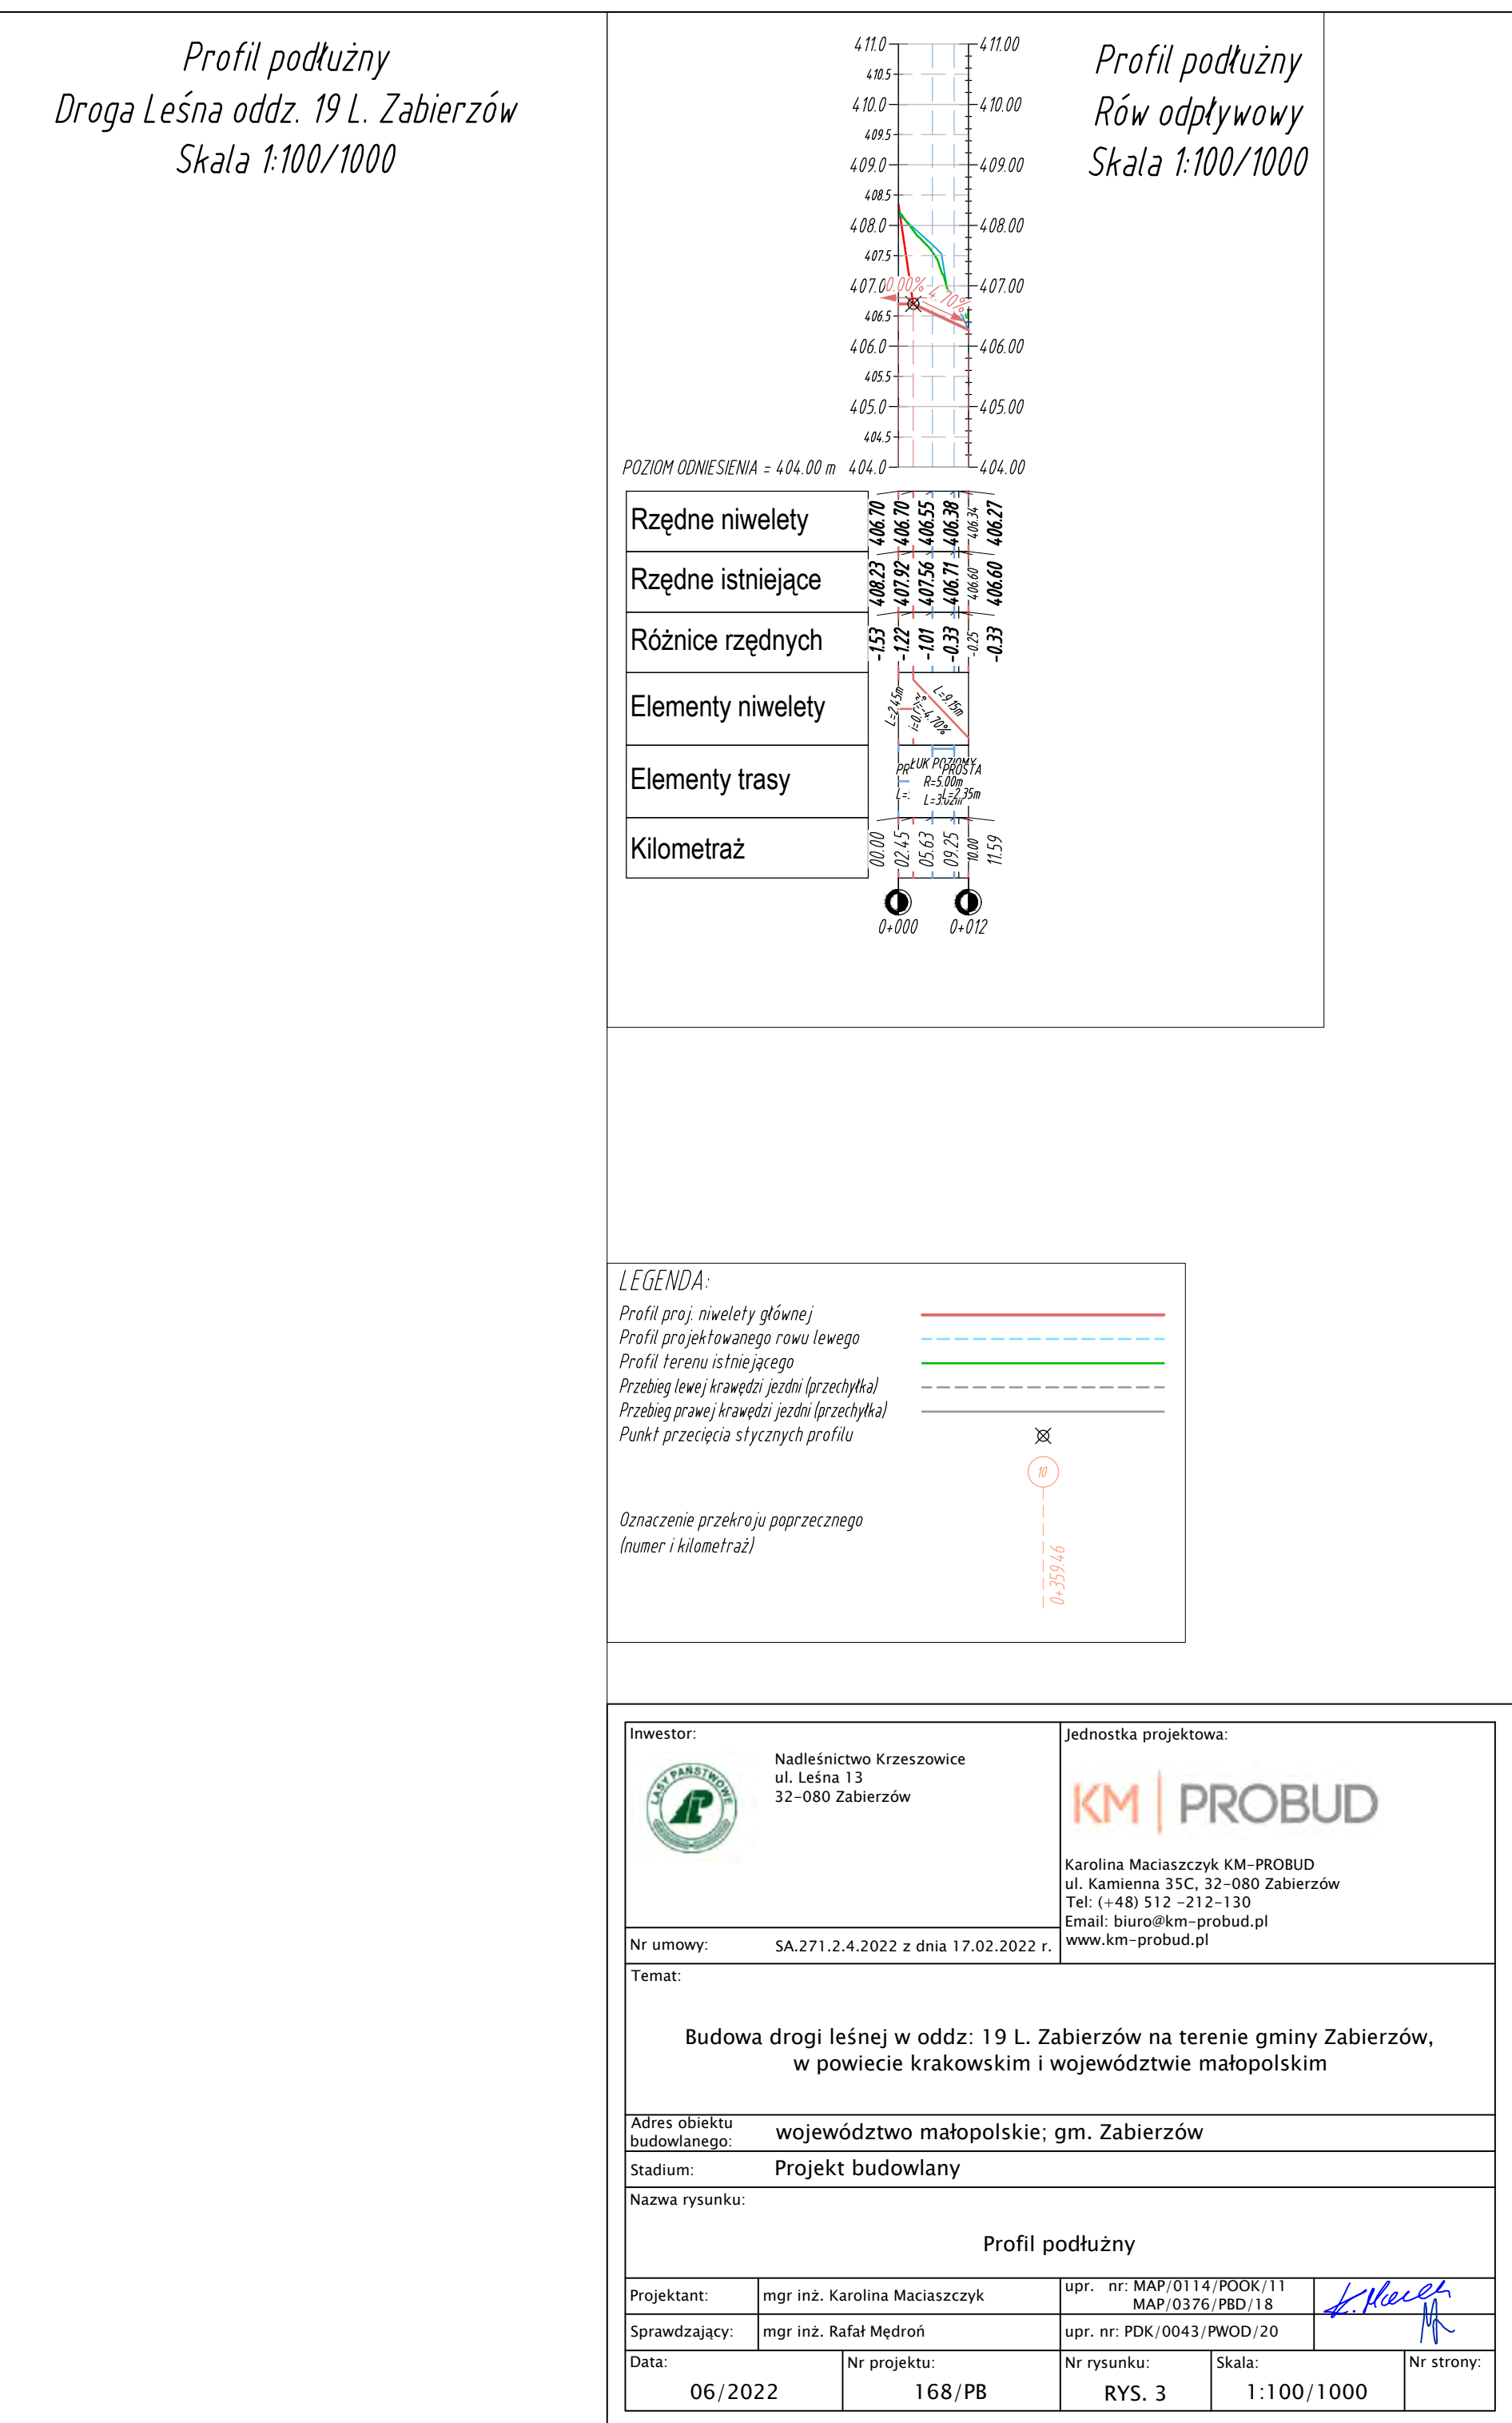 Profil podłużny
Droga Leśna oddz. 19 L. Zabierzów
Skala 1:100/1000
Profil podłużny
Rów odpływowy
Skala 1:100/1000
411.0 411.00
410.5
410.0 410.00
409.5
409.0 409.00
408.5
408.0 408.00
407.5
407.0 407.00
0.00% 4.70%
406.5
406.0 406.00
405.5
405.0 405.00
404.5
POZIOM ODNIESIENIA = 404.00 m 404.0 404.00
Rzędne niwelety 406.70 406.70 406.55 406.38 406.34 406.27
Rzędne istniejące 408.23 407.92 407.56 406.71 406.60 406.60
Różnice rzędnych -1.53 -1.22 -1.01 -0.33 -0.25 -0.33
Elementy niwelety L=2.45m L=9.15m
i=-4.70%
Elementy trasy
ŁUK POZIOMY PROSTA
R=5.00m
L=2.35m
Kilometraż 00.00 02.45 05.63 09.25 10.00 11.59
0+000 0+012
LEGENDA:
Profil proj. niwelety głównej
Profil projektowanego rowu lewego
Profil terenu istniejącego
Przebieg lewej krawędzi jezdni (przechyłka)
Przebieg prawej krawędzi jezdni (przechyłka)
Punkt przecięcia stycznych profilu
10
Oznaczenie przekroju poprzecznego
(numer i kilometraż)
0+359.46
Inwestor:
LASY PAŃSTWOWE
Nadleśnictwo Krzeszowice
ul. Leśna 13
32-080 Zabierzów
Jednostka projektowa:
KM | PROBUD
Karolina Maciaszczyk KM-PROBUD
ul. Kamienna 35C, 32-080 Zabierzów
Tel: (+48) 512 -212-130
Email: biuro@km-probud.pl
www.km-probud.pl
Nr umowy: SA.271.2.4.2022 z dnia 17.02.2022 r.
Temat:
Budowa drogi leśnej w oddz: 19 L. Zabierzów na terenie gminy Zabierzów,
w powiecie krakowskim i województwie małopolskim
Adres obiektu
budowlanego: województwo małopolskie; gm. Zabierzów
Stadium: Projekt budowlany
Nazwa rysunku:
Profil podłużny
Projektant: mgr inż. Karolina Maciaszczyk upr. nr: MAP/0114/POOK/11
MAP/0376/PBD/18
Sprawdzający: mgr inż. Rafał Mędroń upr. nr: PDK/0043/PWOD/20
Data: Nr projektu: Nr rysunku: Skala: Nr strony:
06/2022 168/PB RYS. 3 1:100/1000